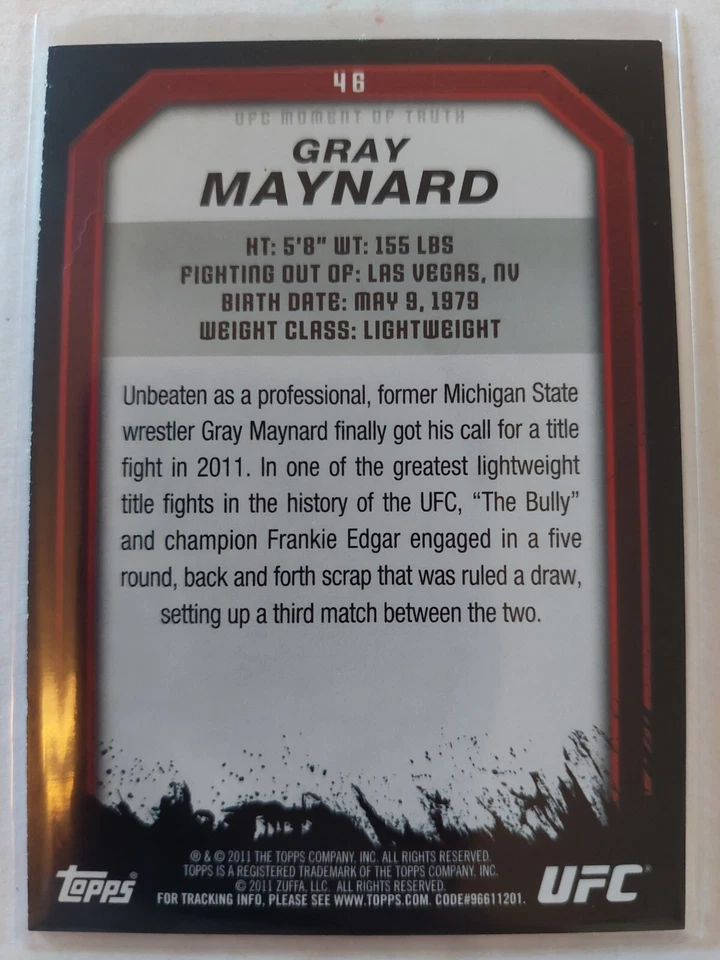 46
UFC MOMENT OF TRUTH
GRAY
MAYNARD
HT: 5'8" WT: 155 LBS
FIGHTING OUT OF: LAS VEGAS, NV
BIRTH DATE: MAY 9, 1979
WEIGHT CLASS: LIGHTWEIGHT
Unbeaten as a professional, former Michigan State
wrestler Gray Maynard finally got his call for a title
fight in 2011. In one of the greatest lightweight
title fights in the history of the UFC, “The Bully”
and champion Frankie Edgar engaged in a five
round, back and forth scrap that was ruled a draw,
setting up a third match between the two.
® & © 2011 THE TOPPS COMPANY, INC. ALL RIGHTS RESERVED.
TOPPS IS A REGISTERED TRADEMARK OF THE TOPPS COMPANY, INC.
© 2011 ZUFFA, LLC. ALL RIGHTS RESERVED.
FOR TRACKING INFO, PLEASE SEE WWW.TOPPS.COM. CODE#96611201.
topps®
UFC®